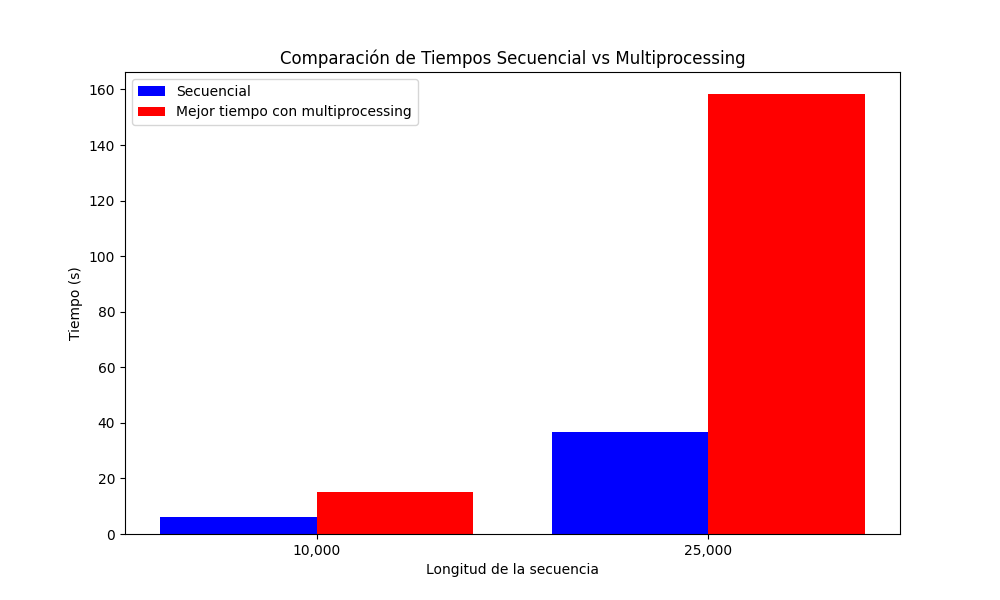 Comparación de Tiempos Secuencial vs Multiprocessing
Secuencial
Mejor tiempo con multiprocessing
Tiempo (s)
160
140
120
100
80
60
40
20
0
10,000
25,000
Longitud de la secuencia